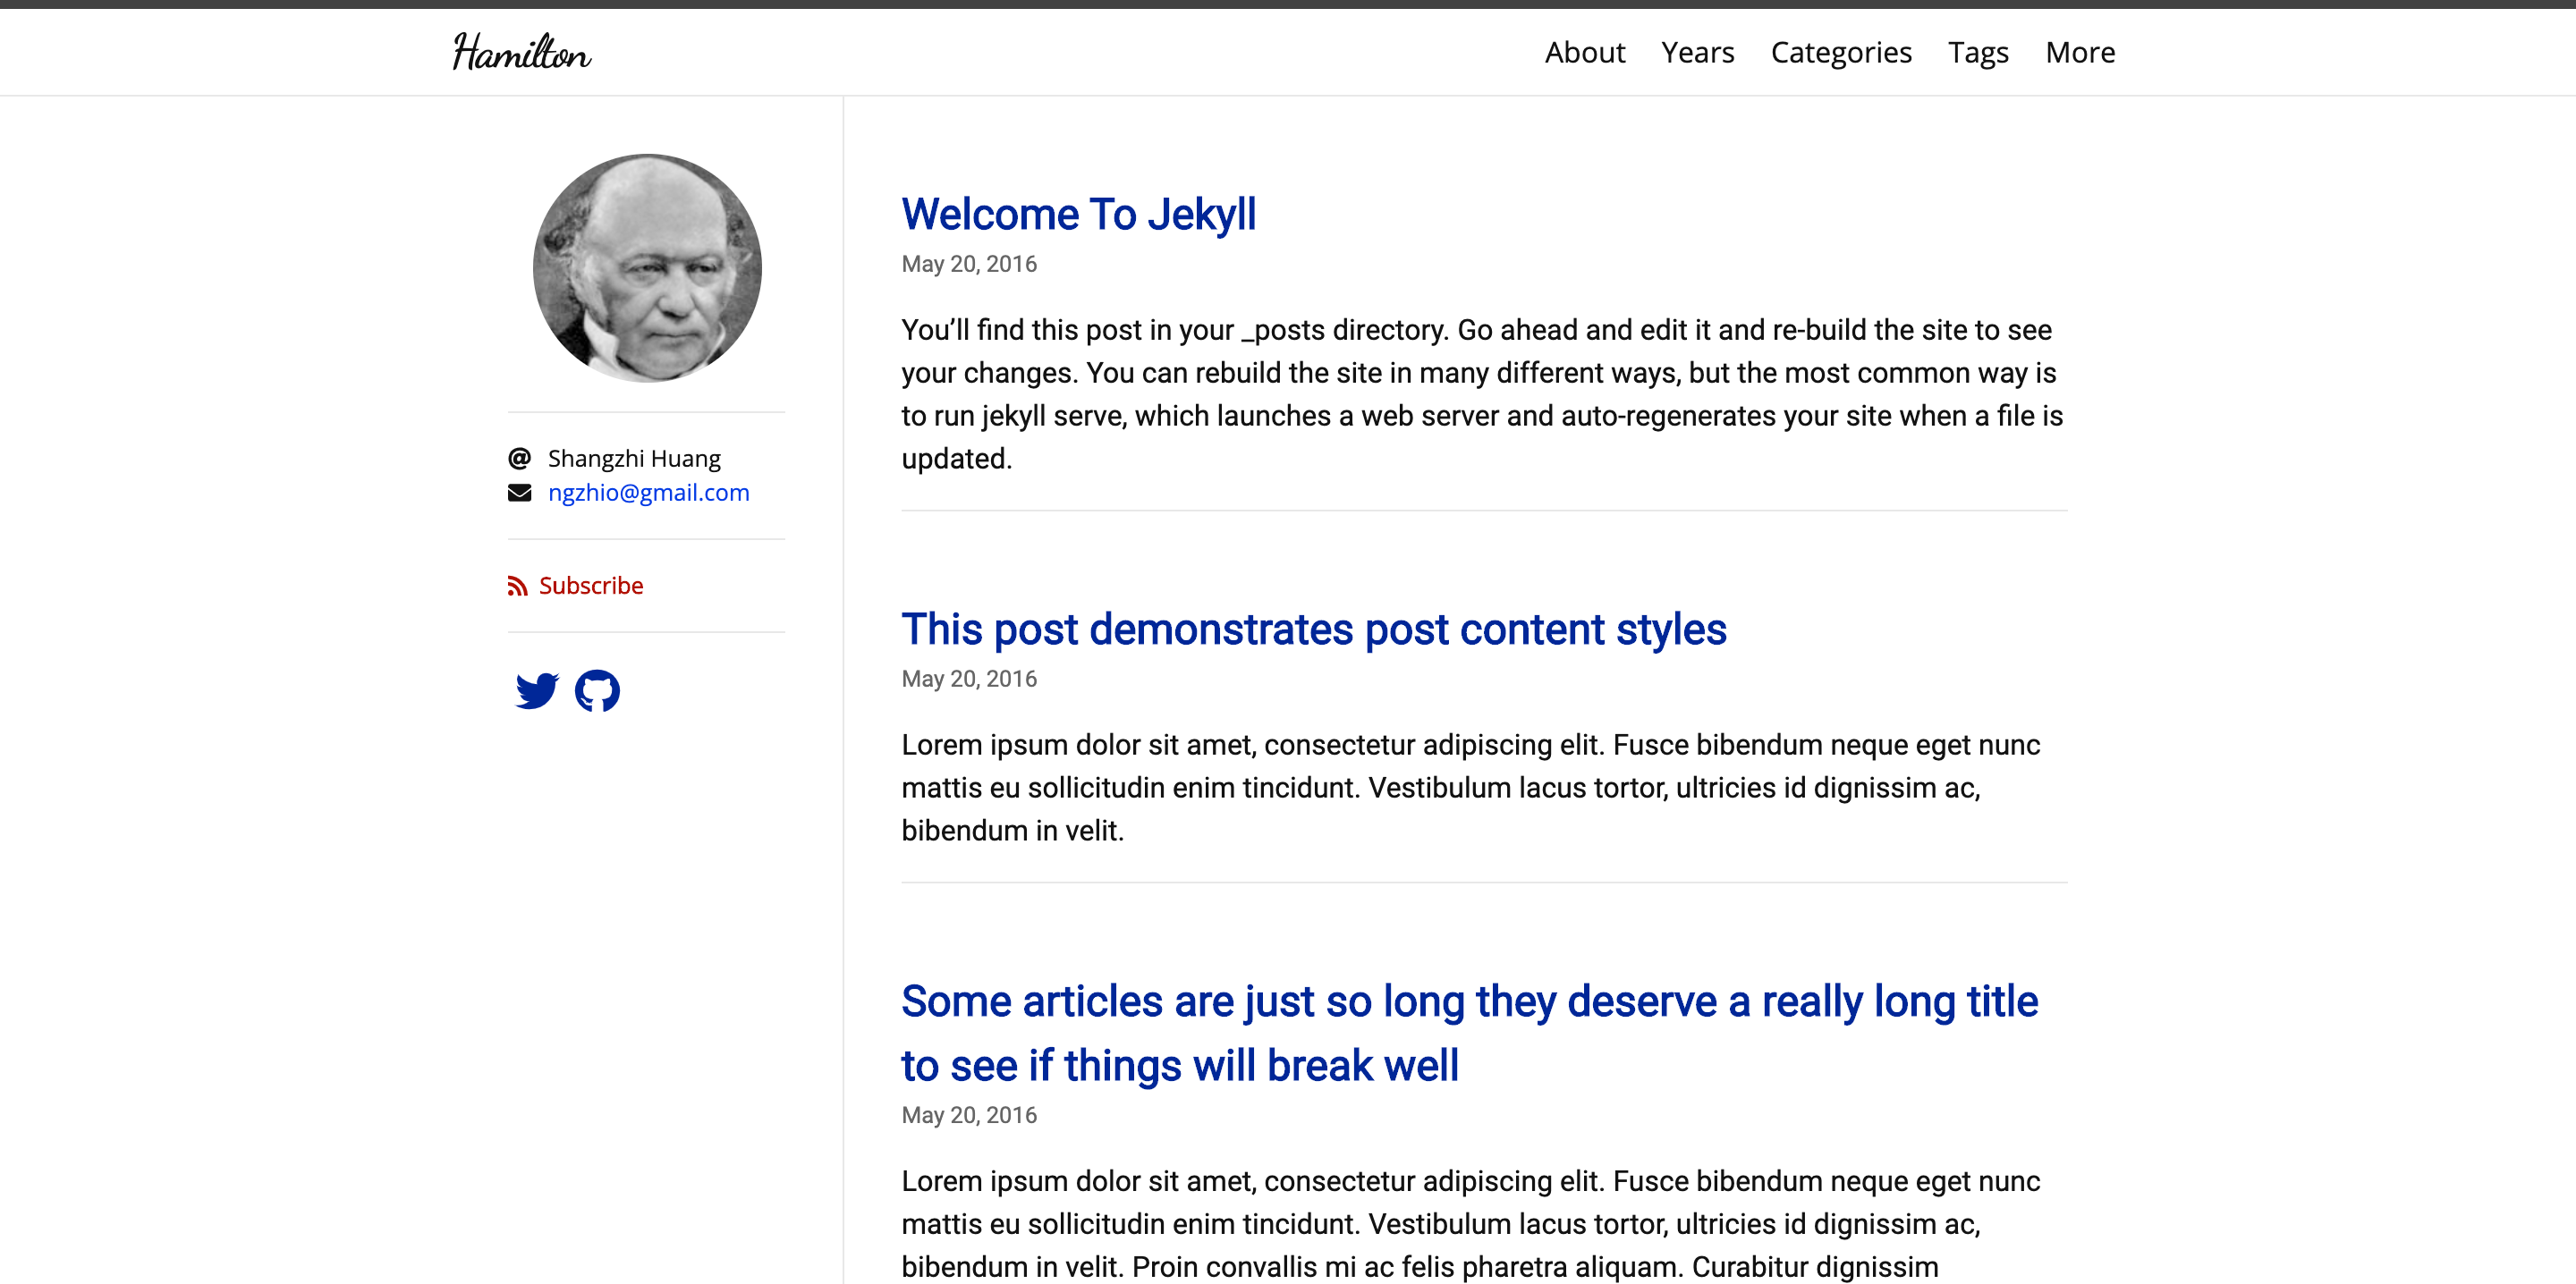 Hamilton
About Years Categories Tags More
@ Shangzhi Huang
ngzhio@gmail.com
Subscribe
Welcome To Jekyll
May 20, 2016
You’ll find this post in your _posts directory. Go ahead and edit it and re-build the site to see
your changes. You can rebuild the site in many different ways, but the most common way is
to run jekyll serve, which launches a web server and auto-regenerates your site when a file is
updated.
This post demonstrates post content styles
May 20, 2016
Lorem ipsum dolor sit amet, consectetur adipiscing elit. Fusce bibendum neque eget nunc
mattis eu sollicitudin enim tincidunt. Vestibulum lacus tortor, ultricies id dignissim ac,
bibendum in velit.
Some articles are just so long they deserve a really long title
to see if things will break well
May 20, 2016
Lorem ipsum dolor sit amet, consectetur adipiscing elit. Fusce bibendum neque eget nunc
mattis eu sollicitudin enim tincidunt. Vestibulum lacus tortor, ultricies id dignissim ac,
bibendum in velit. Proin convallis mi ac felis pharetra aliquam. Curabitur dignissim